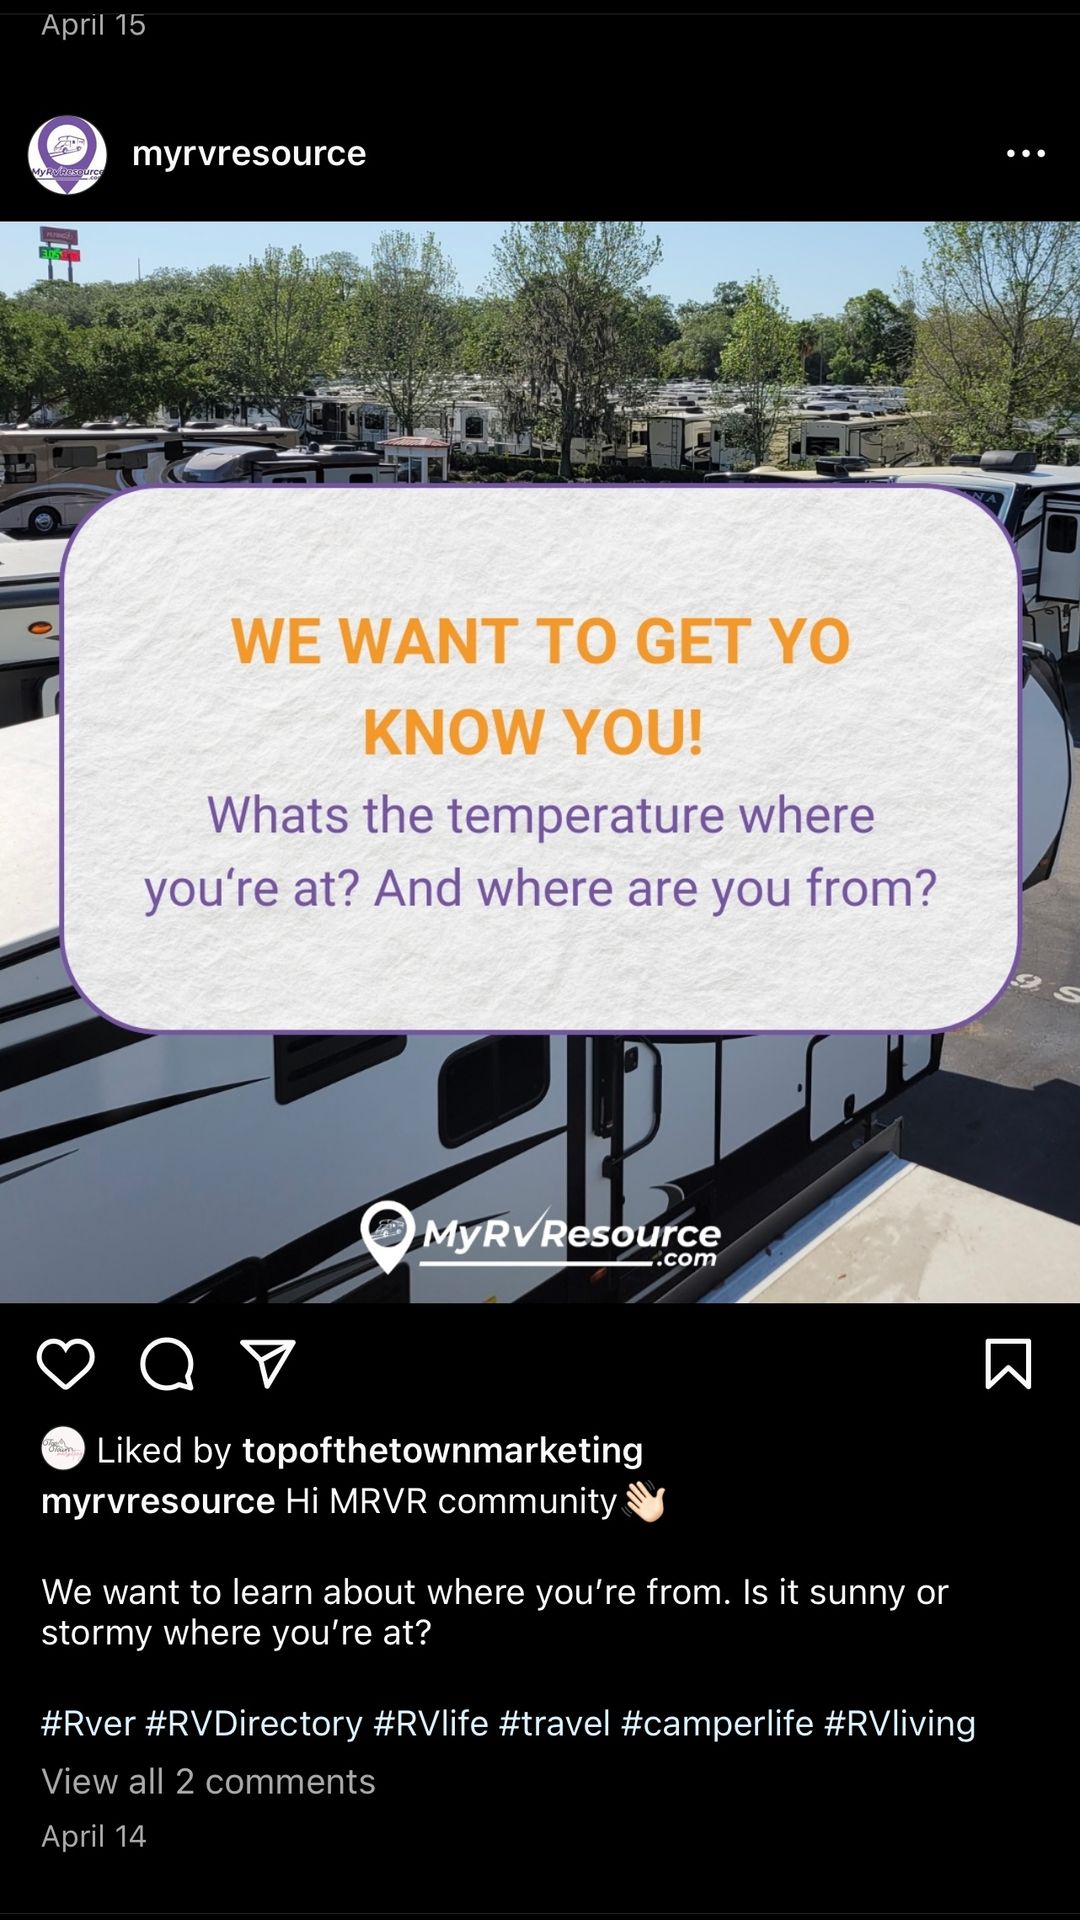 April 15
myrvresource
WE WANT TO GET YO
KNOW YOU!
Whats the temperature where
you‘re at? And where are you from?
MyRvResource
.com
Liked by topofthetownmarketing
myrvresource Hi MRVR community👋🏻
We want to learn about where you’re from. Is it sunny or
stormy where you’re at?
#Rver #RVDirectory #RVlife #travel #camperlife #RVliving
View all 2 comments
April 14